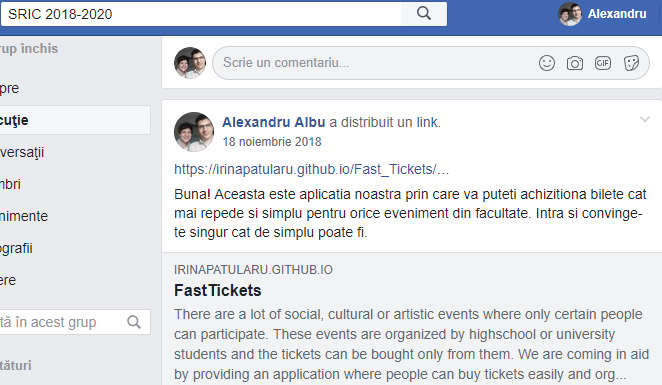 SRIC 2018-2020
Alexandru
rup închis
Scrie un comentariu...
GIF
pre
cuţie
Alexandru Albu a distribuit un link.
18 noiembrie 2018
versaţii
https://irinapatularu.github.io/Fast_Tickets/…
mbri
Buna! Aceasta este aplicatia noastra prin care va puteti achizitiona bilete cat
mai repede si simplu pentru orice eveniment din facultate. Intra si convinge-
te singur cat de simplu poate fi.
nimente
ografii
ere
IRINAPATULARU.GITHUB.IO
FastTickets
There are a lot of social, cultural or artistic events where only certain people
can participate. These events are organized by highschool or university
students and the tickets can be bought only from them. We are coming in aid
by providing an application where people can buy tickets easily and org...
tă în acest grup
tături